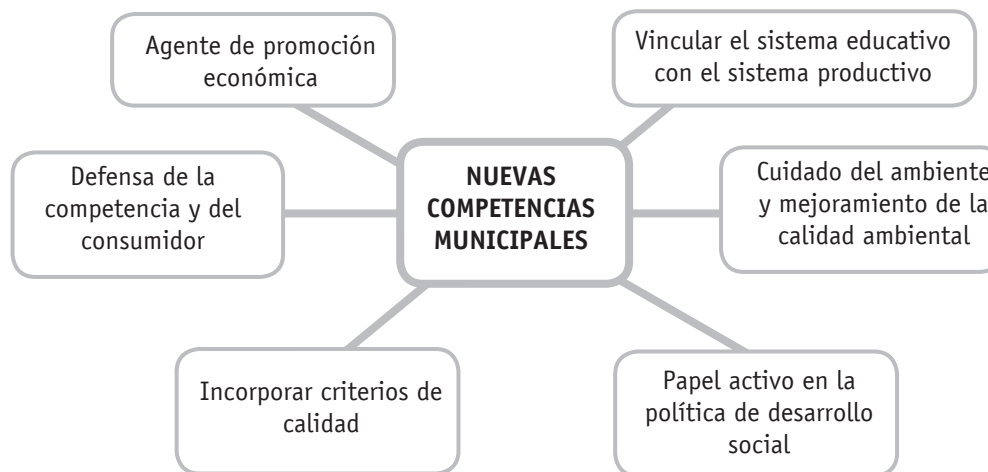 Agente de promoción
económica
Vincular el sistema educativo
con el sistema productivo
Defensa de la
competencia y del
consumidor
NUEVAS
COMPETENCIAS
MUNICIPALES
Cuidado del ambiente
y mejoramiento de la
calidad ambiental
Incorporar criterios de
calidad
Papel activo en la
política de desarrollo
social